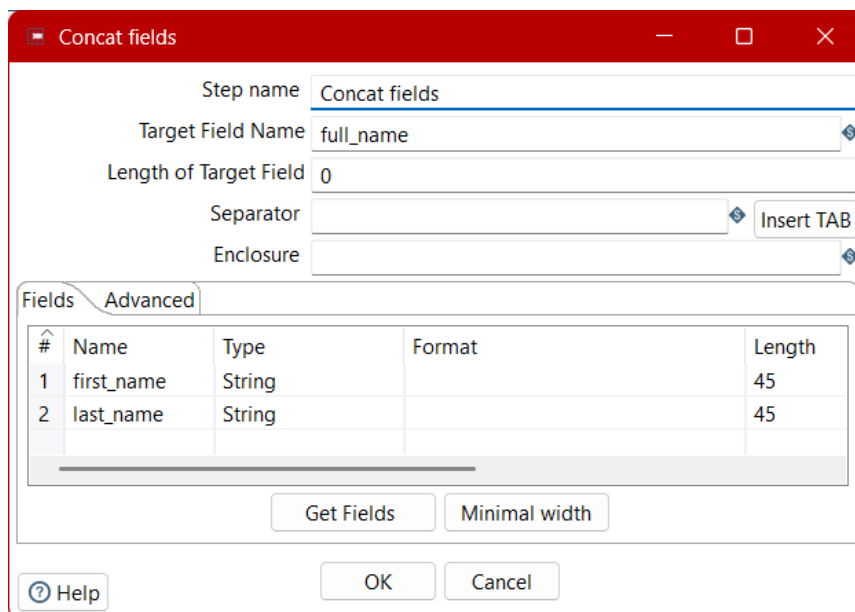 Concat fields
Step name Concat fields
Target Field Name full_name
Length of Target Field 0
Separator Insert TAB
Enclosure
Fields Advanced
# Name Type Format Length
1 first_name String 45
2 last_name String 45
Get Fields Minimal width
Help OK Cancel